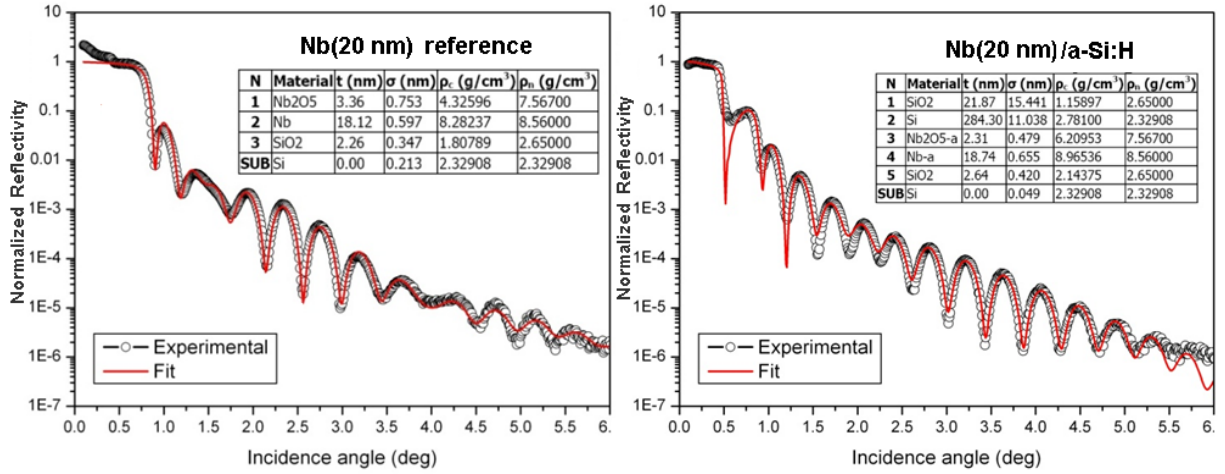 Nb(20 nm) reference
N Material t (nm) σ (nm) ρc (g/cm³) ρn (g/cm³)
1 Nb2O5 3.36 0.753 4.32596 7.56700
2 Nb 18.12 0.597 8.28237 8.56000
3 SiO2 2.26 0.347 1.80789 2.65000
SUB Si 0.00 0.213 2.32908 2.32908
Normalized Reflectivity
10
1
0.1
0.01
1E-3
1E-4
1E-5
1E-6
1E-7
Experimental
Fit
0.0 0.5 1.0 1.5 2.0 2.5 3.0 3.5 4.0 4.5 5.0 5.5 6.
Incidence angle (deg)
Nb(20 nm)/a-Si:H
N Material t (nm) σ (nm) ρc (g/cm³) ρn (g/cm³)
1 SiO2 21.87 15.441 1.15897 2.65000
2 Si 284.30 11.038 2.78100 2.32908
3 Nb2O5-a 2.31 0.479 6.20953 7.56700
4 Nb-a 18.74 0.655 8.96536 8.56000
5 SiO2 2.64 0.420 2.14375 2.65000
SUB Si 0.00 0.049 2.32908 2.32908
Normalized Reflectivity
10
1
0.1
0.01
1E-3
1E-4
1E-5
1E-6
1E-7
Experimental
Fit
0.0 0.5 1.0 1.5 2.0 2.5 3.0 3.5 4.0 4.5 5.0 5.5 6.
Incidence angle (deg)